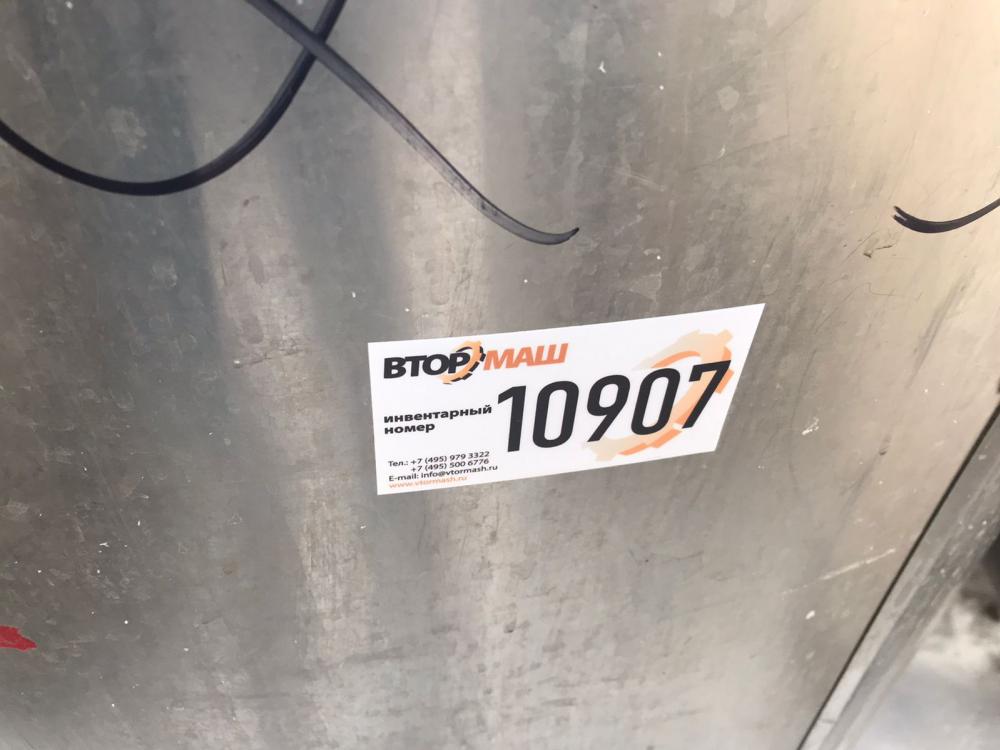 ВТОРМАШ
инвентарный
номер
10907
Тел.: +7 (495) 979 3322
+7 (495) 500 6776
E-mail: info@vtormash.ru
www.vtormash.ru